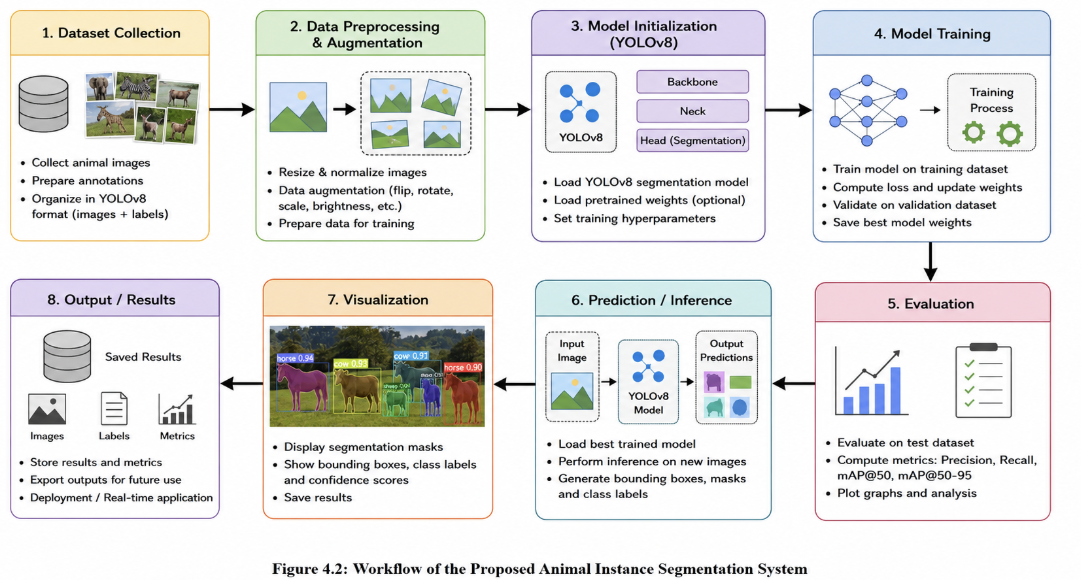 1. Dataset Collection
• Collect animal images
• Prepare annotations
• Organize in YOLOv8
format (images + labels)
2. Data Preprocessing
& Augmentation
• Resize & normalize images
• Data augmentation (flip, rotate,
scale, brightness, etc.)
• Prepare data for training
3. Model Initialization
(YOLOv8)
YOLOv8
Backbone
Neck
Head (Segmentation)
• Load YOLOv8 segmentation model
• Load pretrained weights (optional)
• Set training hyperparameters
4. Model Training
Training
Process
• Train model on training dataset
• Compute loss and update weights
• Validate on validation dataset
• Save best model weights
5. Evaluation
• Evaluate on test dataset
• Compute metrics: Precision, Recall,
mAP@50, mAP@50-95
• Plot graphs and analysis
6. Prediction / Inference
Input
Image
YOLOv8
Model
Output
Predictions
• Load best trained model
• Perform inference on new images
• Generate bounding boxes, masks
and class labels
7. Visualization
horse 0.94
cow 0.93
cow 0.91
horse 0.90
• Display segmentation masks
• Show bounding boxes, class labels
and confidence scores
• Save results
8. Output / Results
Saved Results
Images
Labels
Metrics
• Store results and metrics
• Export outputs for future use
• Deployment / Real-time application
Figure 4.2: Workflow of the Proposed Animal Instance Segmentation System